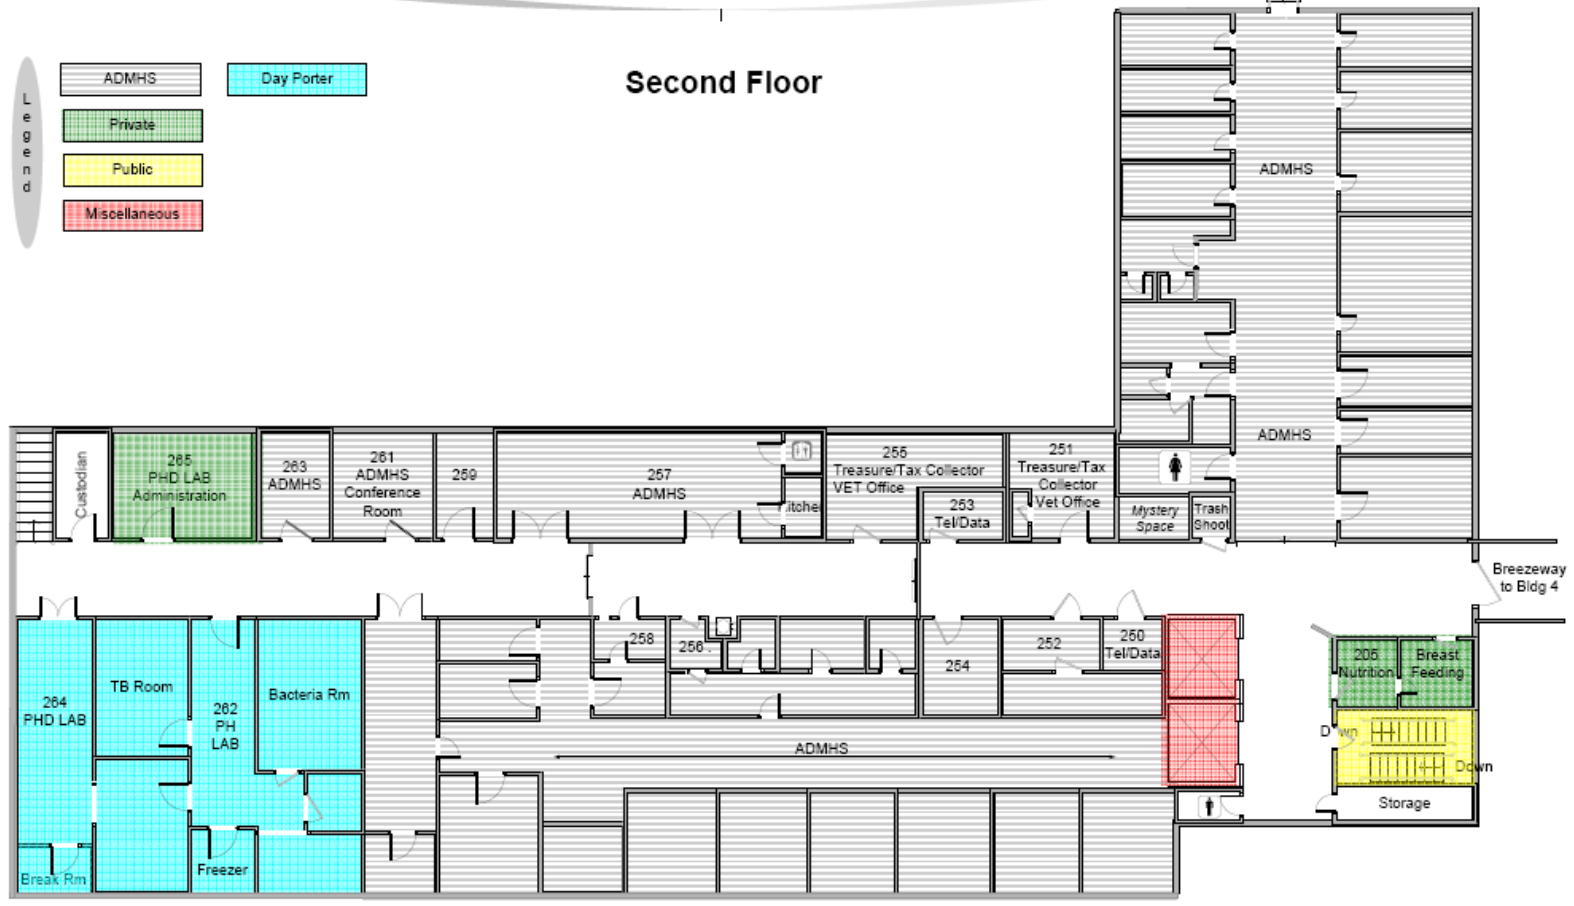 Second Floor
Legend
ADMHS
Day Porter
Private
Public
Miscellaneous
ADMHS
ADMHS
Custodian
265
PHD LAB
Administration
263
ADMHS
261
ADMHS
Conference
Room
259
257
ADMHS
itchen
255
Treasure/Tax Collector
VET Office
253
Tel/Data
251
Treasure/Tax
Collector
Vet Office
Mystery
Space
Trash
Shoot
Breezeway
to Bldg 4
264
PHD LAB
TB Room
262
PH
LAB
Bacteria Rm
258
256
254
252
250
Tel/Data
205
Nutrition
Breast
Feeding
ADMHS
Down
Down
Storage
Freezer
Break Rm